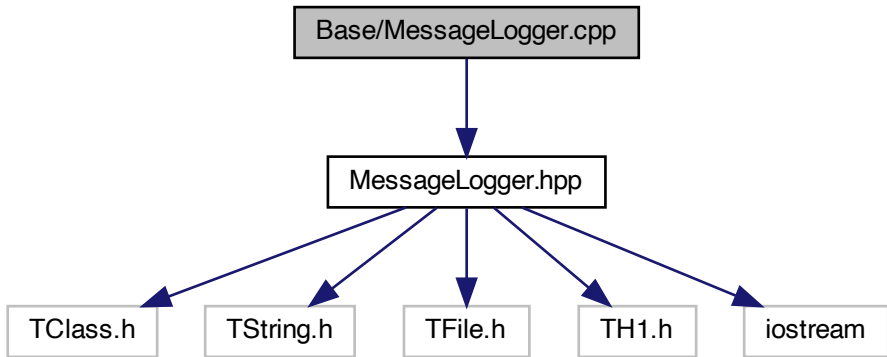 Base/MessageLogger.cpp
MessageLogger.hpp
TClass.h
TString.h
TFile.h
TH1.h
iostream